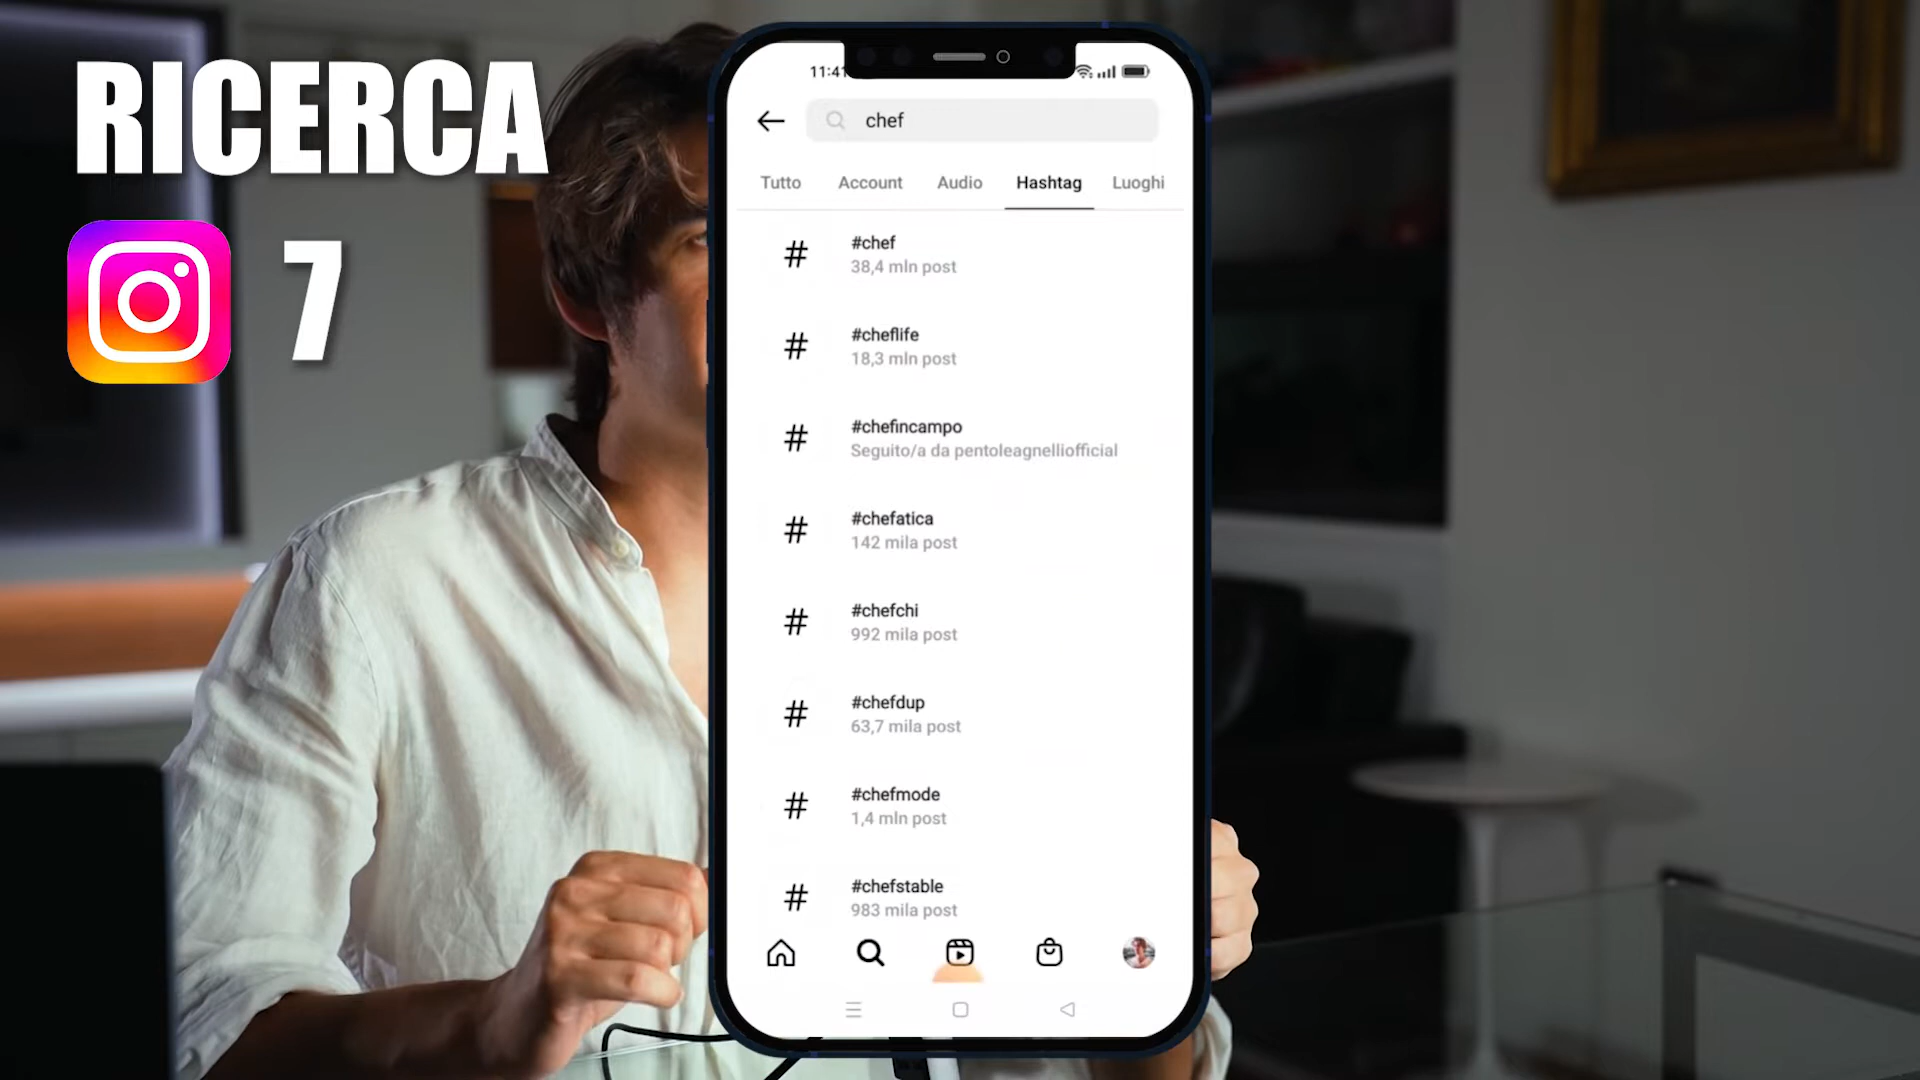 RICERCA
7
11:41
chef
Tutto Account Audio Hashtag Luoghi
# #chef
38,4 mln post
# #cheflife
18,3 mln post
# #chefincampo
Seguito/a da pentoleagnelliofficial
# #chefatica
142 mila post
# #chefchi
992 mila post
# #chefdup
63,7 mila post
# #chefmode
1,4 mln post
# #chefstable
983 mila post